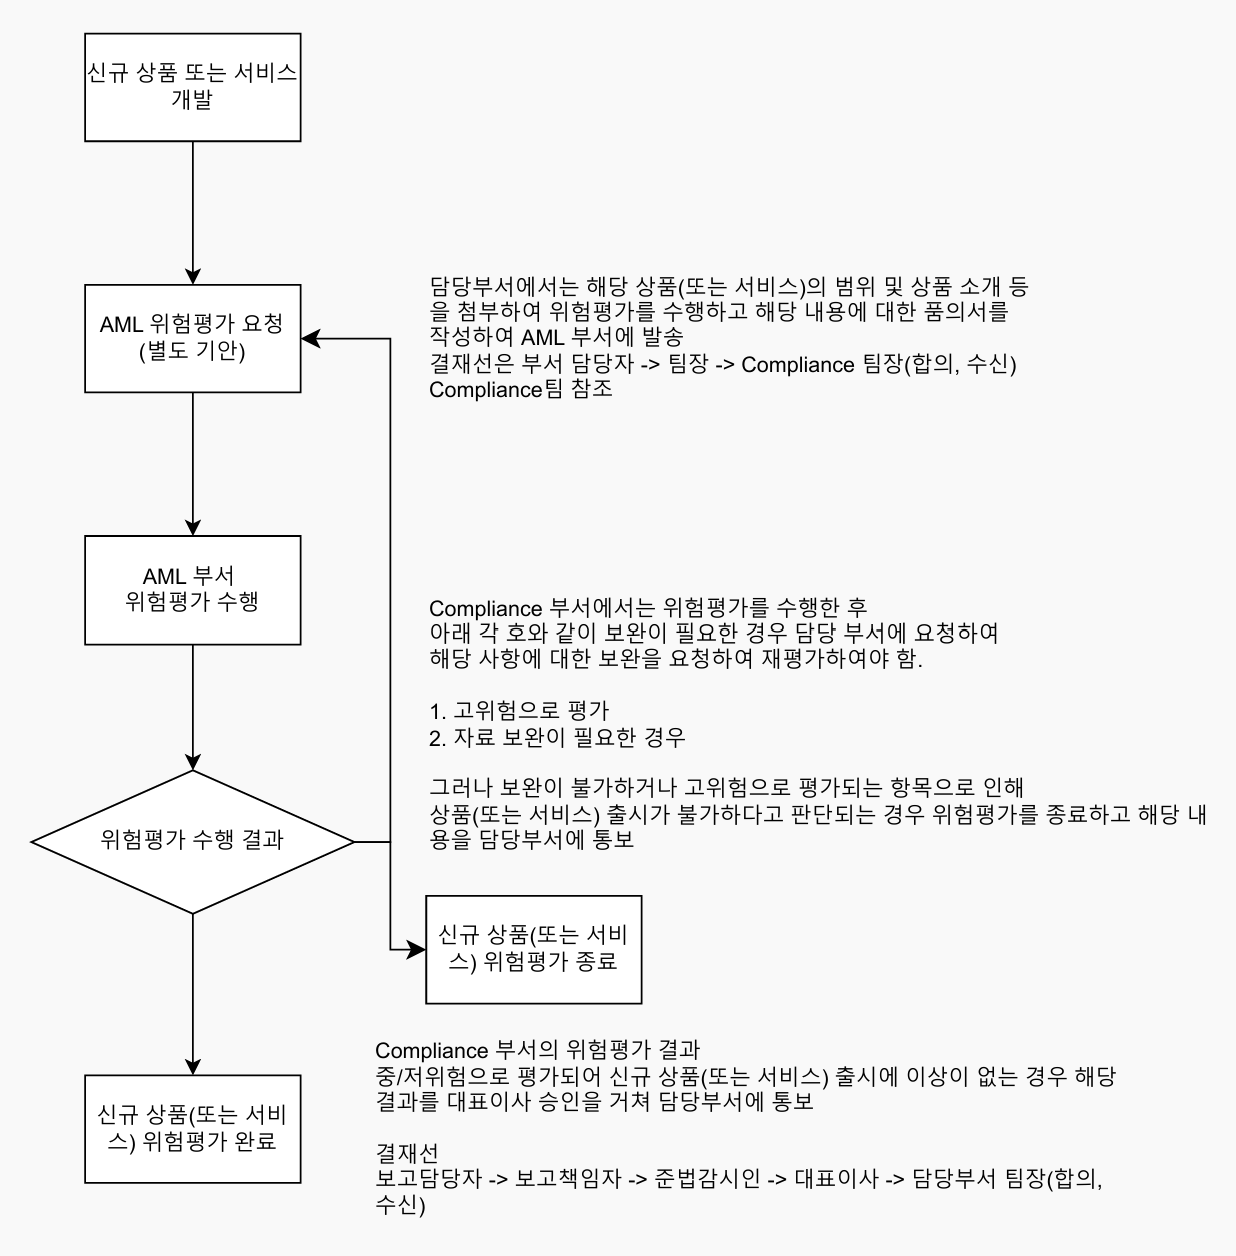 신규 상품 또는 서비스
개발
AML 위험평가 요청
(별도 기안)
담당부서에서는 해당 상품(또는 서비스)의 범위 및 상품 소개 등
을 첨부하여 위험평가를 수행하고 해당 내용에 대한 품의서를
작성하여 AML 부서에 발송
결재선은 부서 담당자 -> 팀장 -> Compliance 팀장(합의, 수신)
Compliance팀 참조
AML 부서
위험평가 수행
Compliance 부서에서는 위험평가를 수행한 후
아래 각 호와 같이 보완이 필요한 경우 담당 부서에 요청하여
해당 사항에 대한 보완을 요청하여 재평가하여야 함.
1. 고위험으로 평가
2. 자료 보완이 필요한 경우
그러나 보완이 불가하거나 고위험으로 평가되는 항목으로 인해
상품(또는 서비스) 출시가 불가하다고 판단되는 경우 위험평가를 종료하고 해당 내
용을 담당부서에 통보
위험평가 수행 결과
신규 상품(또는 서비
스) 위험평가 종료
Compliance 부서의 위험평가 결과
중/저위험으로 평가되어 신규 상품(또는 서비스) 출시에 이상이 없는 경우 해당
결과를 대표이사 승인을 거쳐 담당부서에 통보
신규 상품(또는 서비
스) 위험평가 완료
결재선
보고담당자 -> 보고책임자 -> 준법감시인 -> 대표이사 -> 담당부서 팀장(합의,
수신)